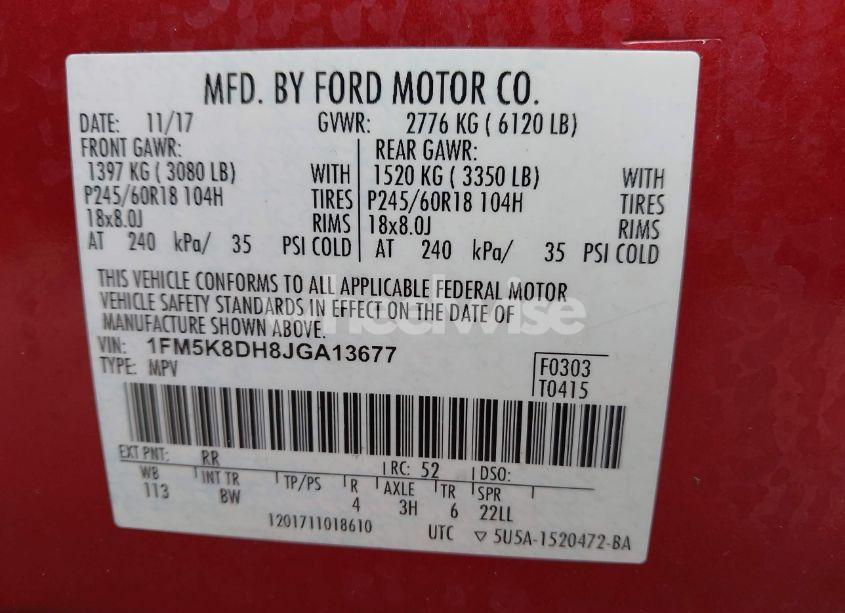 MFD. BY FORD MOTOR CO.
DATE: 11/17 GVWR: 2776 KG ( 6120 LB)
FRONT GAWR: REAR GAWR:
1397 KG ( 3080 LB) WITH 1520 KG ( 3350 LB) WITH
P245/60R18 104H TIRES P245/60R18 104H TIRES
18x8.0J RIMS 18x8.0J RIMS
AT 240 kPa/ 35 PSI COLD AT 240 kPa/ 35 PSI COLD
THIS VEHICLE CONFORMS TO ALL APPLICABLE FEDERAL MOTOR
VEHICLE SAFETY STANDARDS IN EFFECT ON THE DATE OF
MANUFACTURE SHOWN ABOVE.
wheelwise
VIN: 1FM5K8DH8JGA13677
TYPE: MPV
F0303
T0415
EXT PNT: RR RC: 52 DSO:
WB INT TR TP/PS R AXLE TR SPR
113 BW 4 3H 6 22LL
1201711018610 UTC ▽ 5U5A-1520472-BA